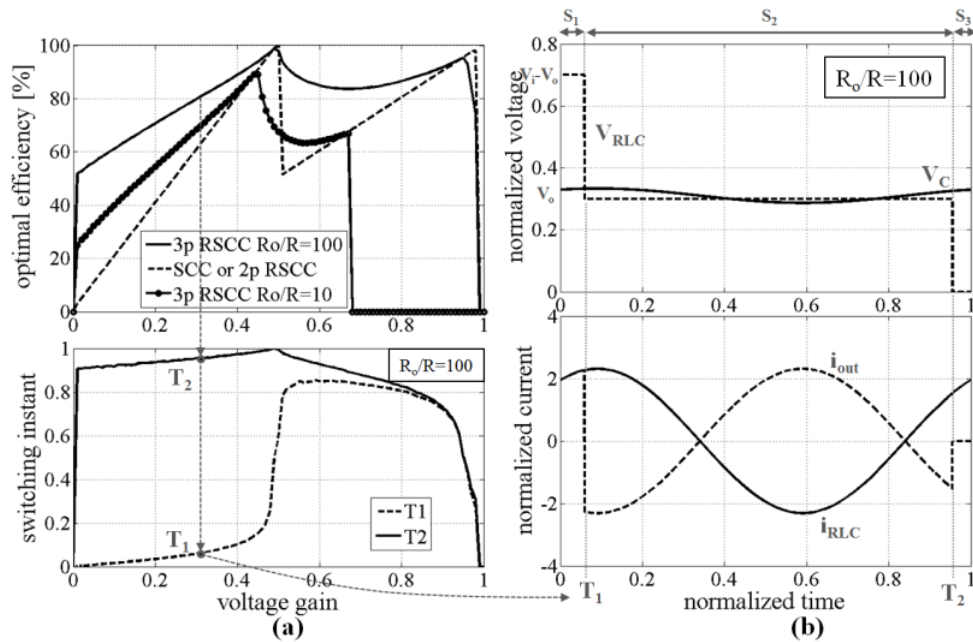 S1 S2 S3
optimal efficiency [%]
100
80
60
40
20
0
3p RSCC Ro/R=100
SCC or 2p RSCC
3p RSCC Ro/R=10
0 0.2 0.4 0.6 0.8 1
switching instant
1
0.8
0.6
0.4
0.2
0
Ro/R=100
T2
T1
T1
T2
0 0.2 0.4 0.6 0.8 1
voltage gain
(a)
normalized voltage
0.8
Vi-Vo
0.6
0.4
Vo
0.2
0
Ro/R=100
VRLC
VC
0 0.2 0.4 0.6 0.8 1
normalized current
4
2
0
-2
-4
iout
iRLC
0 0.2 0.4 0.6 0.8 1
T1 T2
normalized time
(b)